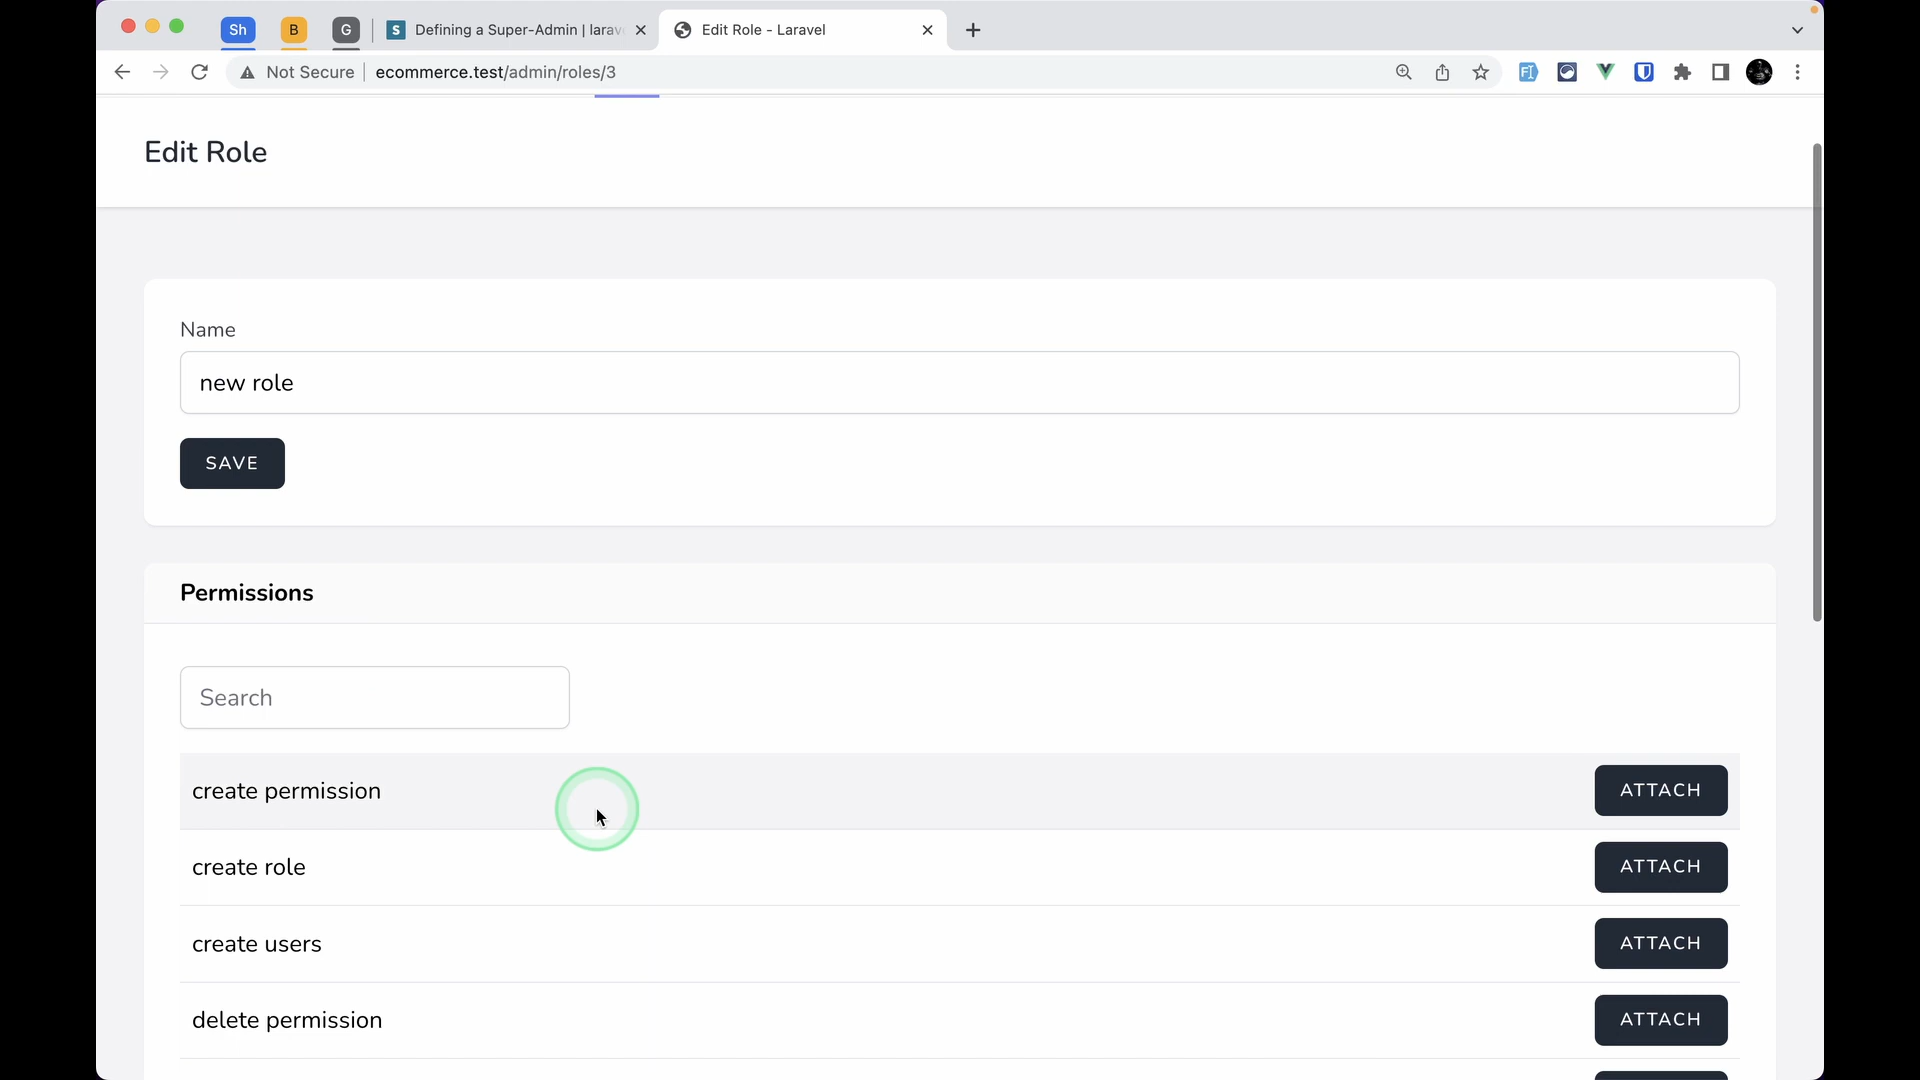 Sh
B
G
S
Defining a Super-Admin | larav
Edit Role - Laravel
Not Secure
ecommerce.test/admin/roles/3
Edit Role
Name
new role
SAVE
Permissions
Search
create permission
ATTACH
create role
ATTACH
create users
ATTACH
delete permission
ATTACH